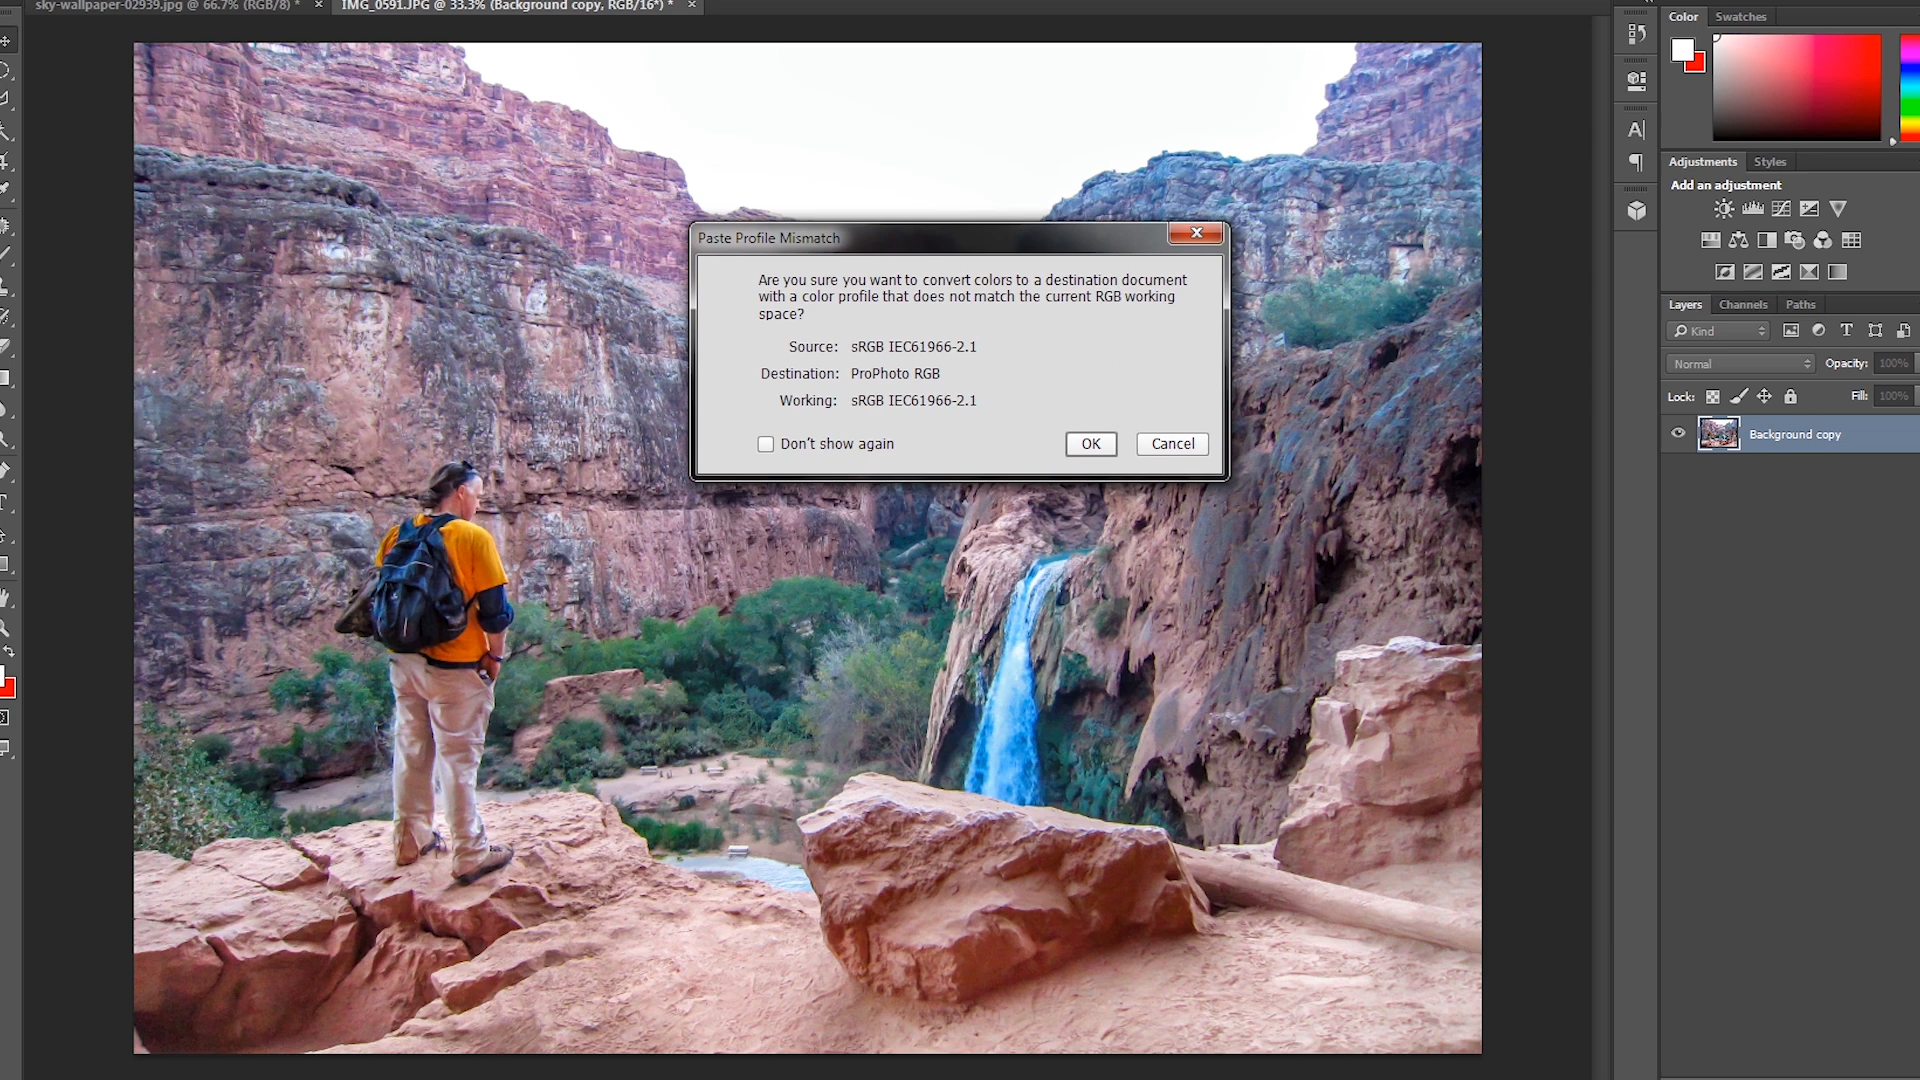 sky-wallpaper-02939.jpg @ 66.7% (RGB/8) *
IMG_0591.JPG @ 33.3% (Background copy, RGB/16*) *
Color
Swatches
Paste Profile Mismatch
Are you sure you want to convert colors to a destination document
with a color profile that does not match the current RGB working
space?
Source: sRGB IEC61966-2.1
Destination: ProPhoto RGB
Working: sRGB IEC61966-2.1
Don't show again
OK
Cancel
Adjustments
Styles
Add an adjustment
Layers
Channels
Paths
Kind
Normal
Opacity: 100%
Lock:
Fill: 100%
Background copy